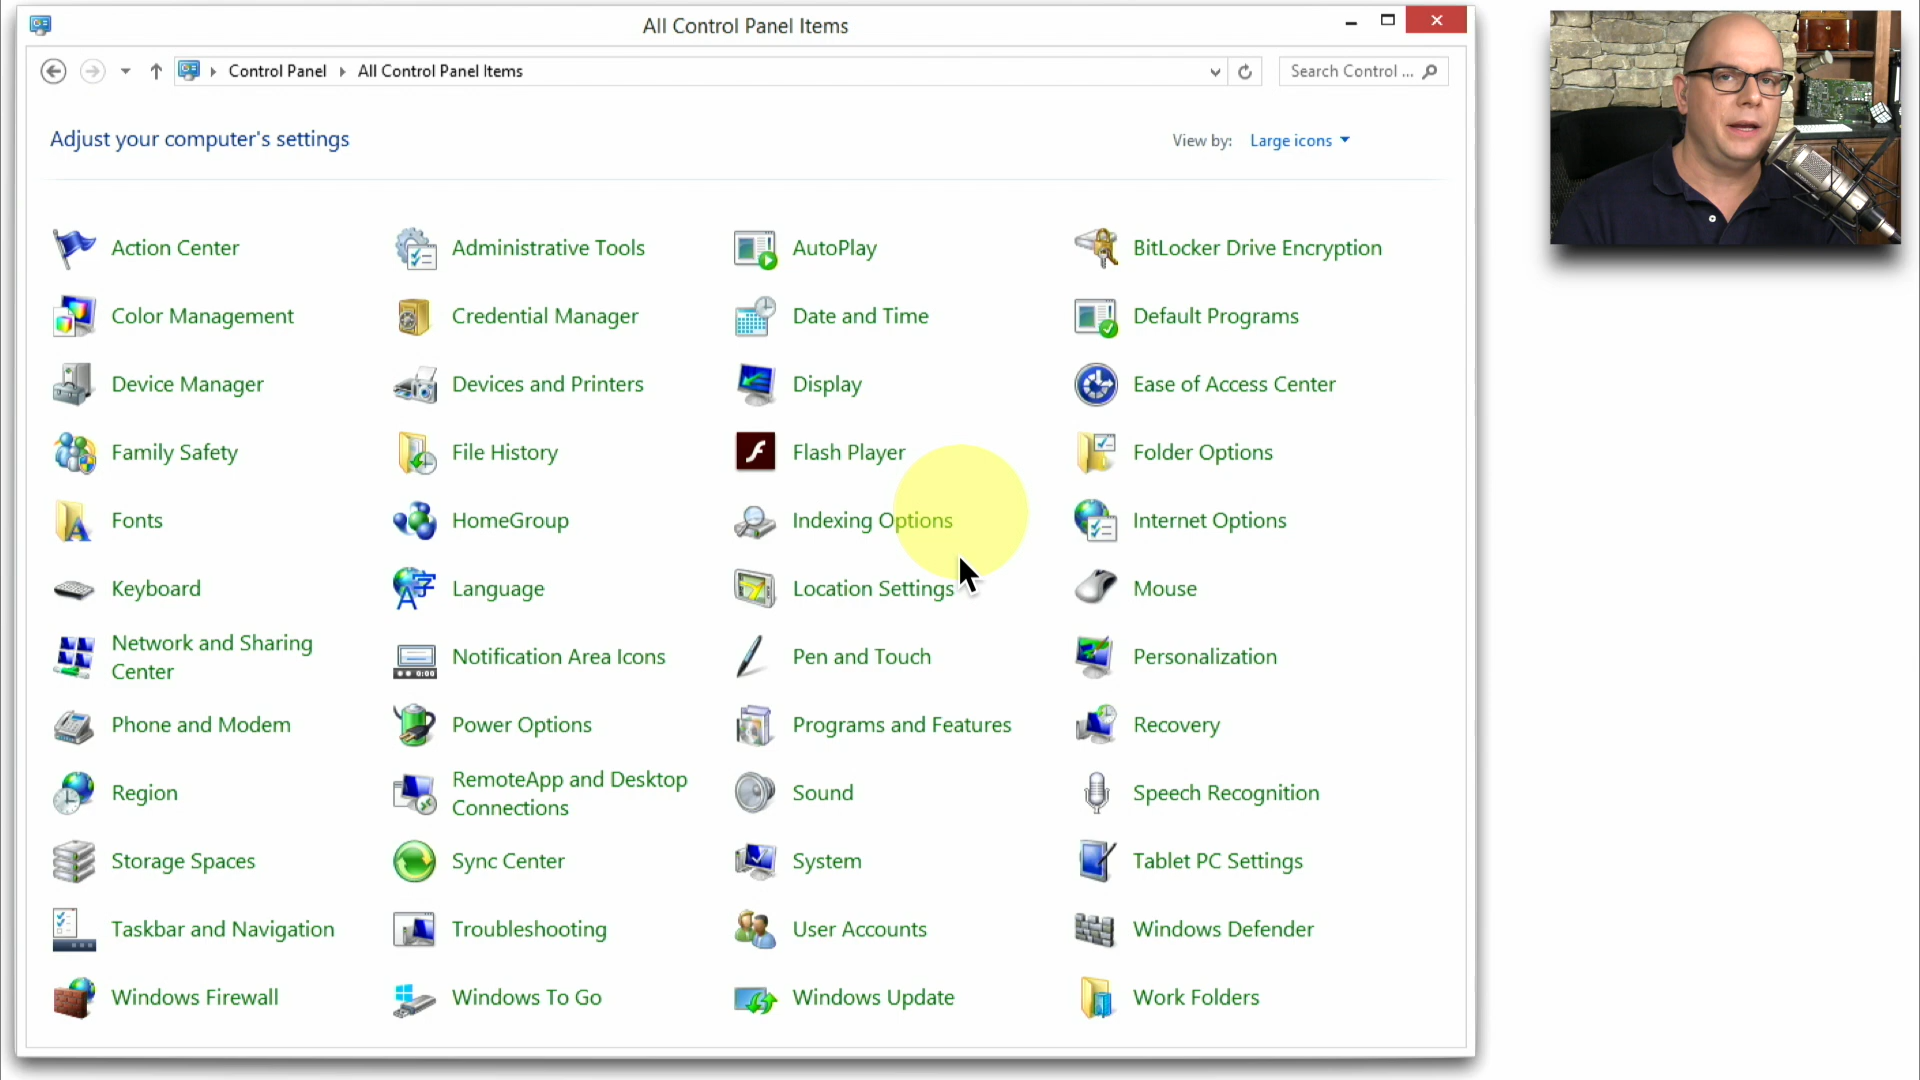 All Control Panel Items
Control Panel All Control Panel Items
Search Control ...
Adjust your computer's settings
View by: Large icons
Action Center
Administrative Tools
AutoPlay
BitLocker Drive Encryption
Color Management
Credential Manager
Date and Time
Default Programs
Device Manager
Devices and Printers
Display
Ease of Access Center
Family Safety
File History
Flash Player
Folder Options
Fonts
HomeGroup
Indexing Options
Internet Options
Keyboard
Language
Location Settings
Mouse
Network and Sharing
Center
Notification Area Icons
Pen and Touch
Personalization
Phone and Modem
Power Options
Programs and Features
Recovery
Region
RemoteApp and Desktop
Connections
Sound
Speech Recognition
Storage Spaces
Sync Center
System
Tablet PC Settings
Taskbar and Navigation
Troubleshooting
User Accounts
Windows Defender
Windows Firewall
Windows To Go
Windows Update
Work Folders